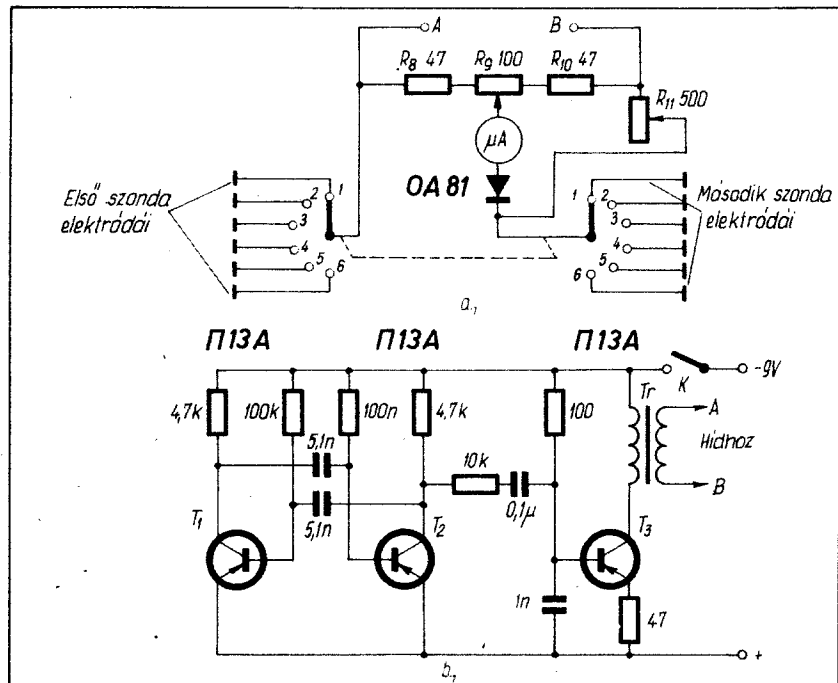 A B
R8 47 R9 100 R10 47
R11 500
μA
OA 81
Első szonda
elektródái
1 2 3 4 5 6
Második szonda
elektródái
1 2 3 4 5 6
a.,
П13А П13А П13А
-9V
K
4,7k 100k 100n 4,7k 100
Tr
A
Hídhoz
B
5,1n
10k
0,1μ
5,1n
T1 T2 T3
1n
47
+
b.,